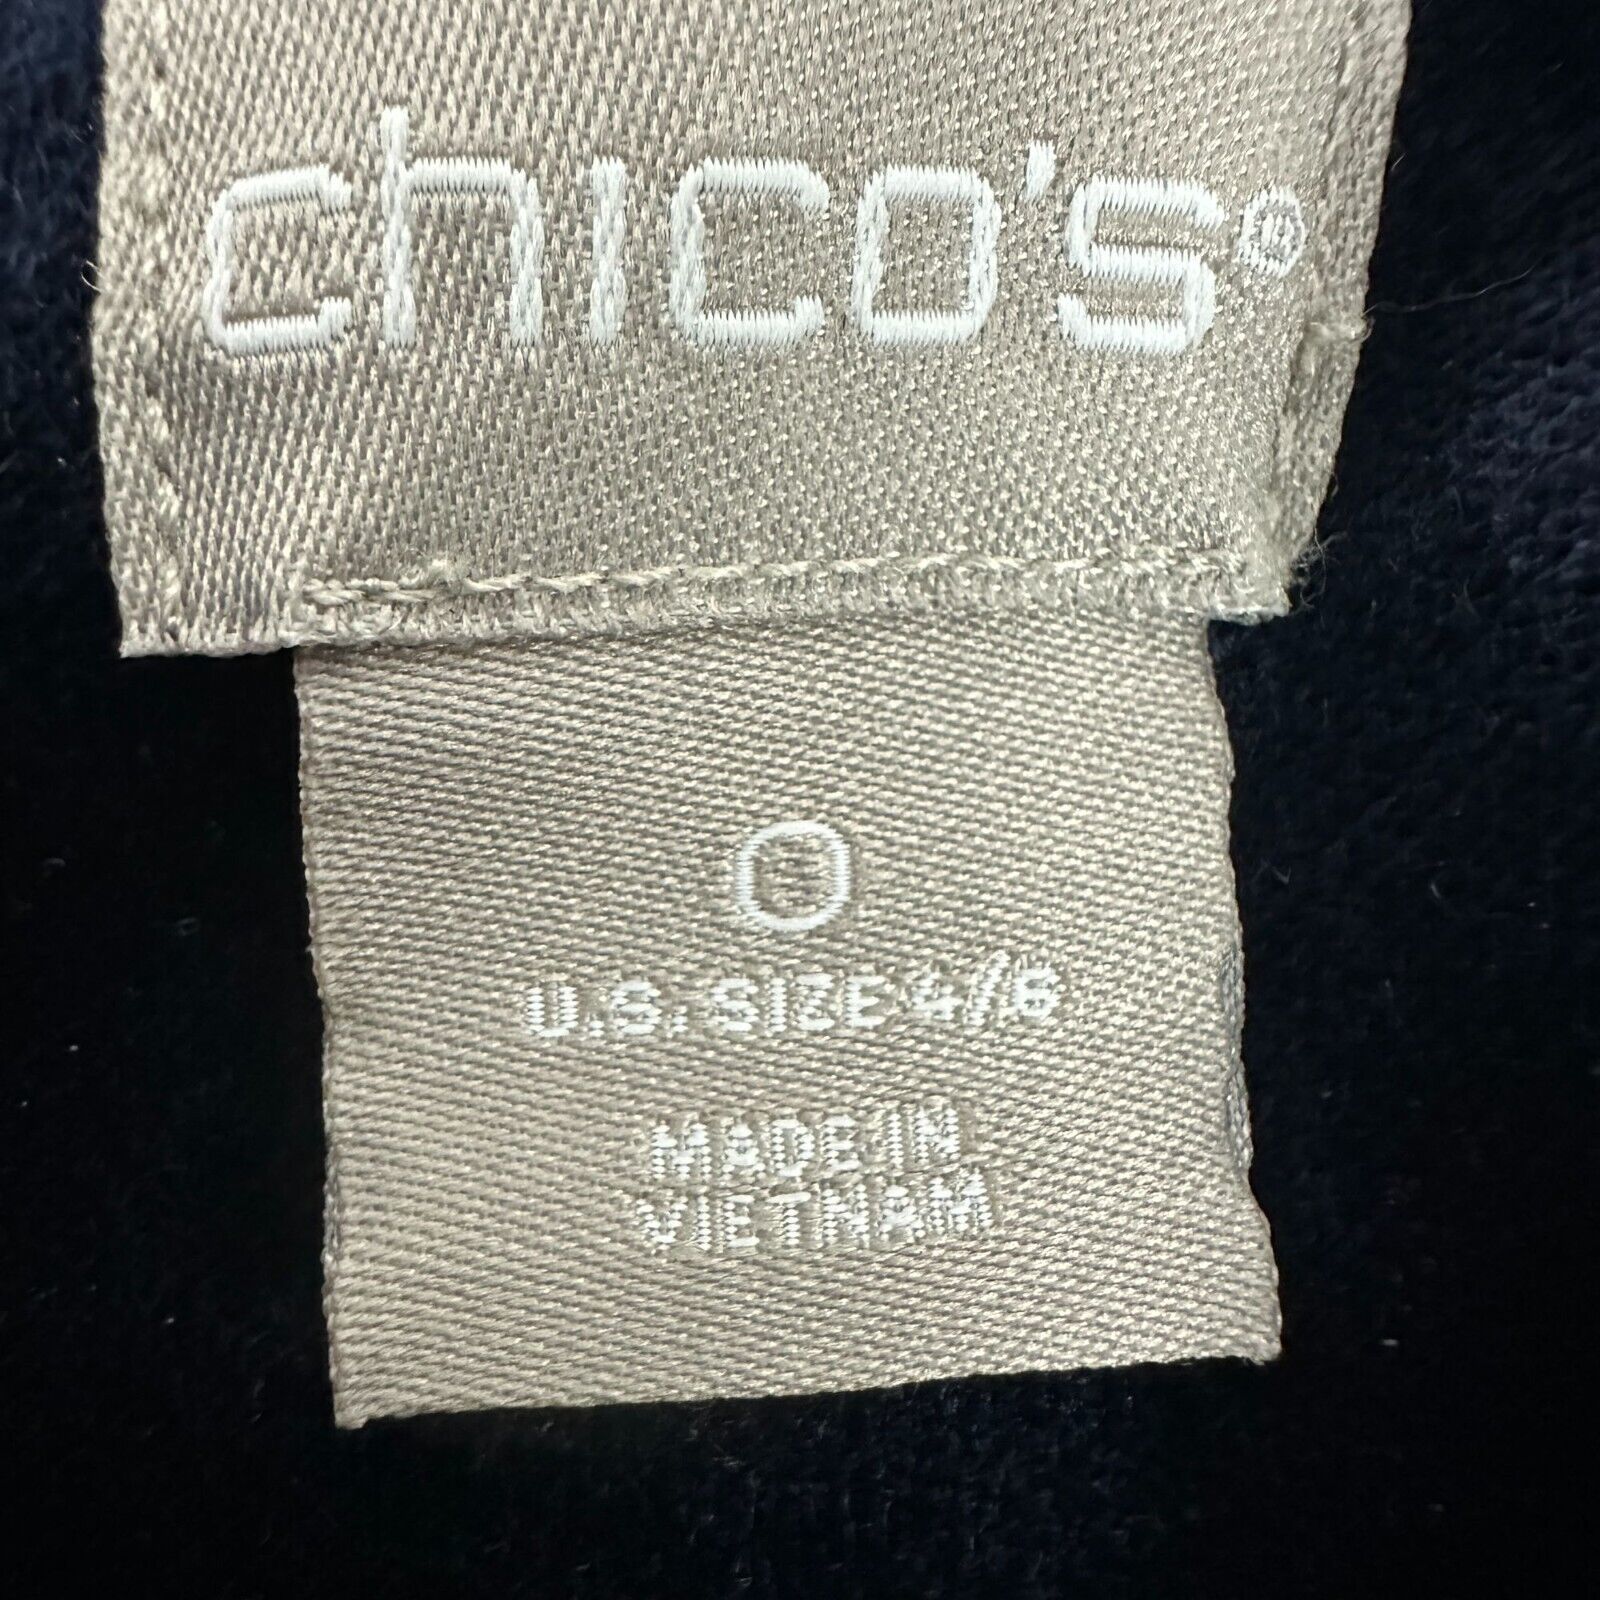 chico's®
0
U.S. SIZE 4/6
MADE IN
VIETNAM